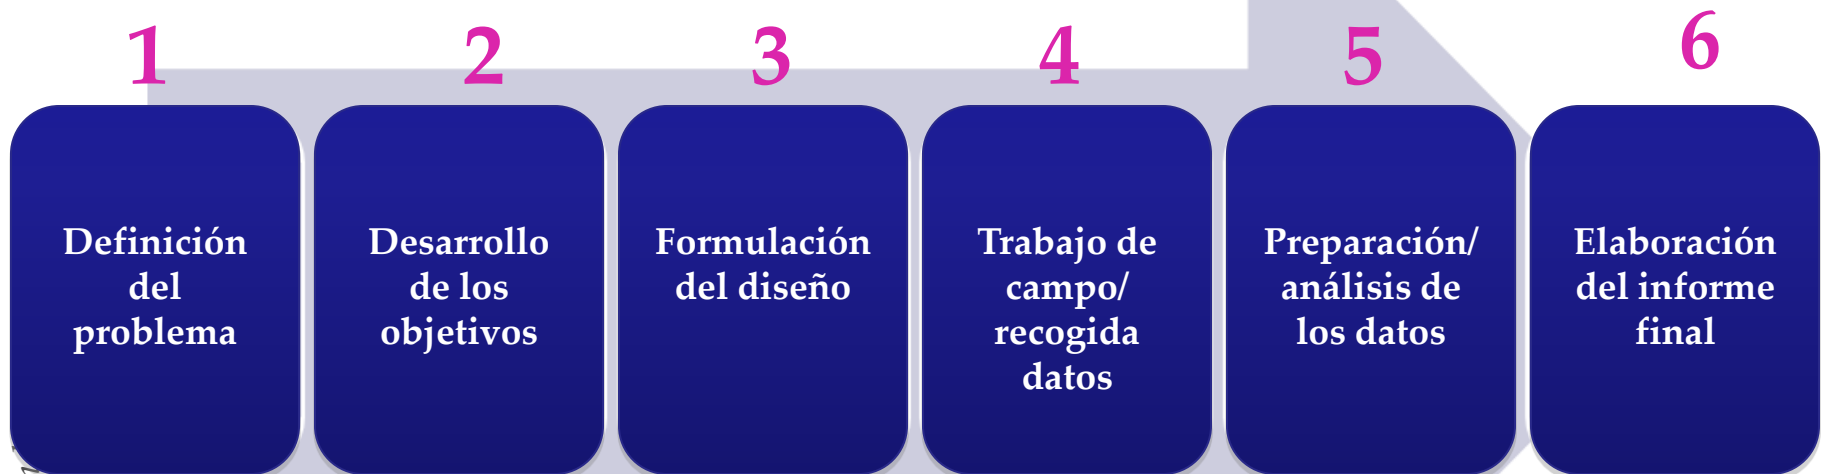 1
Definición
del
problema
2
Desarrollo
de los
objetivos
3
Formulación
del diseño
4
Trabajo de
campo/
recogida
datos
5
Preparación/
análisis de
los datos
6
Elaboración
del informe
final